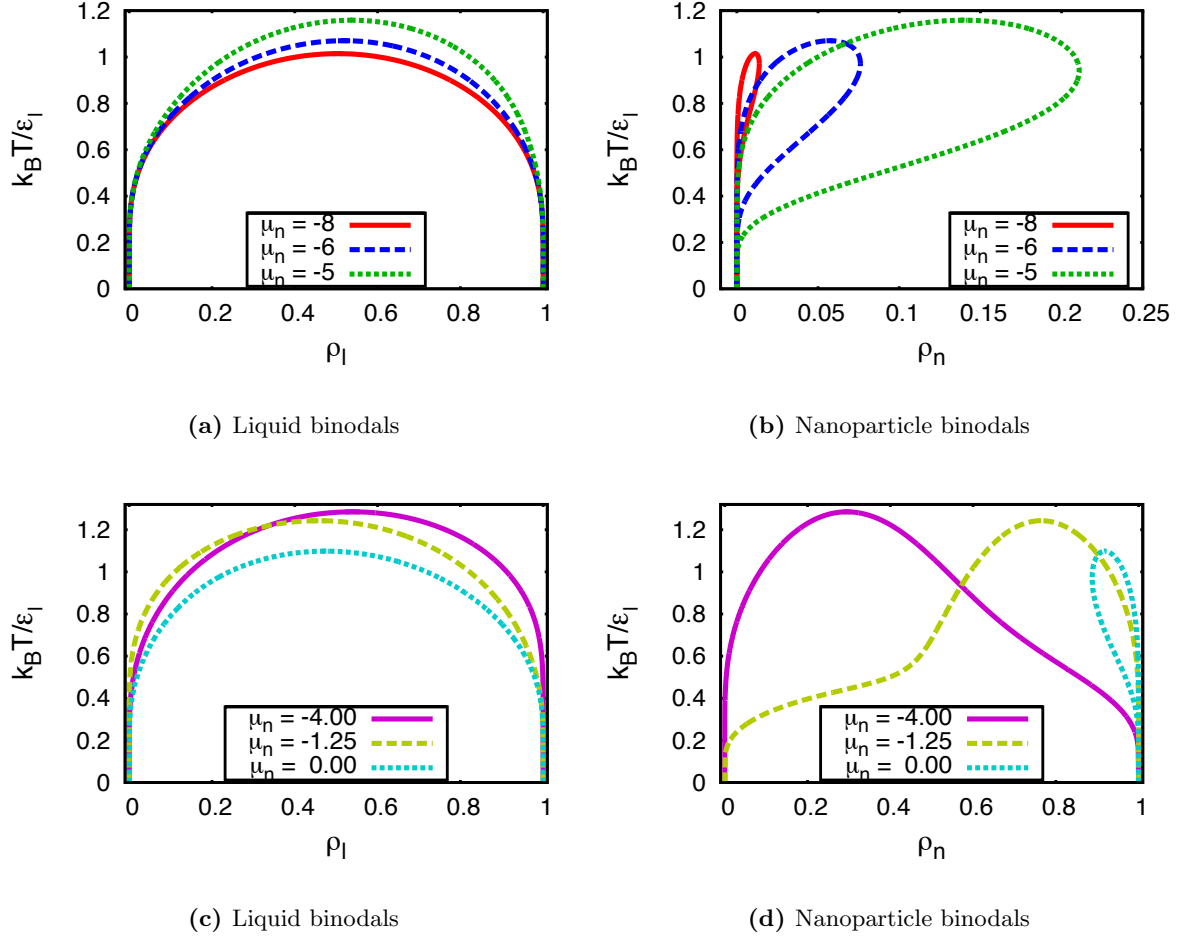 1.2
1
0.8
0.6
0.4
0.2
0
k_B T/ε_l
μ_n = -8
μ_n = -6
μ_n = -5
0 0.2 0.4 0.6 0.8 1
ρ_l
(a) Liquid binodals
1.2
1
0.8
0.6
0.4
0.2
0
k_B T/ε_l
μ_n = -8
μ_n = -6
μ_n = -5
0 0.05 0.1 0.15 0.2 0.25
ρ_n
(b) Nanoparticle binodals
1.2
1
0.8
0.6
0.4
0.2
0
k_B T/ε_l
μ_n = -4.00
μ_n = -1.25
μ_n = 0.00
0 0.2 0.4 0.6 0.8 1
ρ_l
(c) Liquid binodals
1.2
1
0.8
0.6
0.4
0.2
0
k_B T/ε_l
μ_n = -4.00
μ_n = -1.25
μ_n = 0.00
0 0.2 0.4 0.6 0.8 1
ρ_n
(d) Nanoparticle binodals